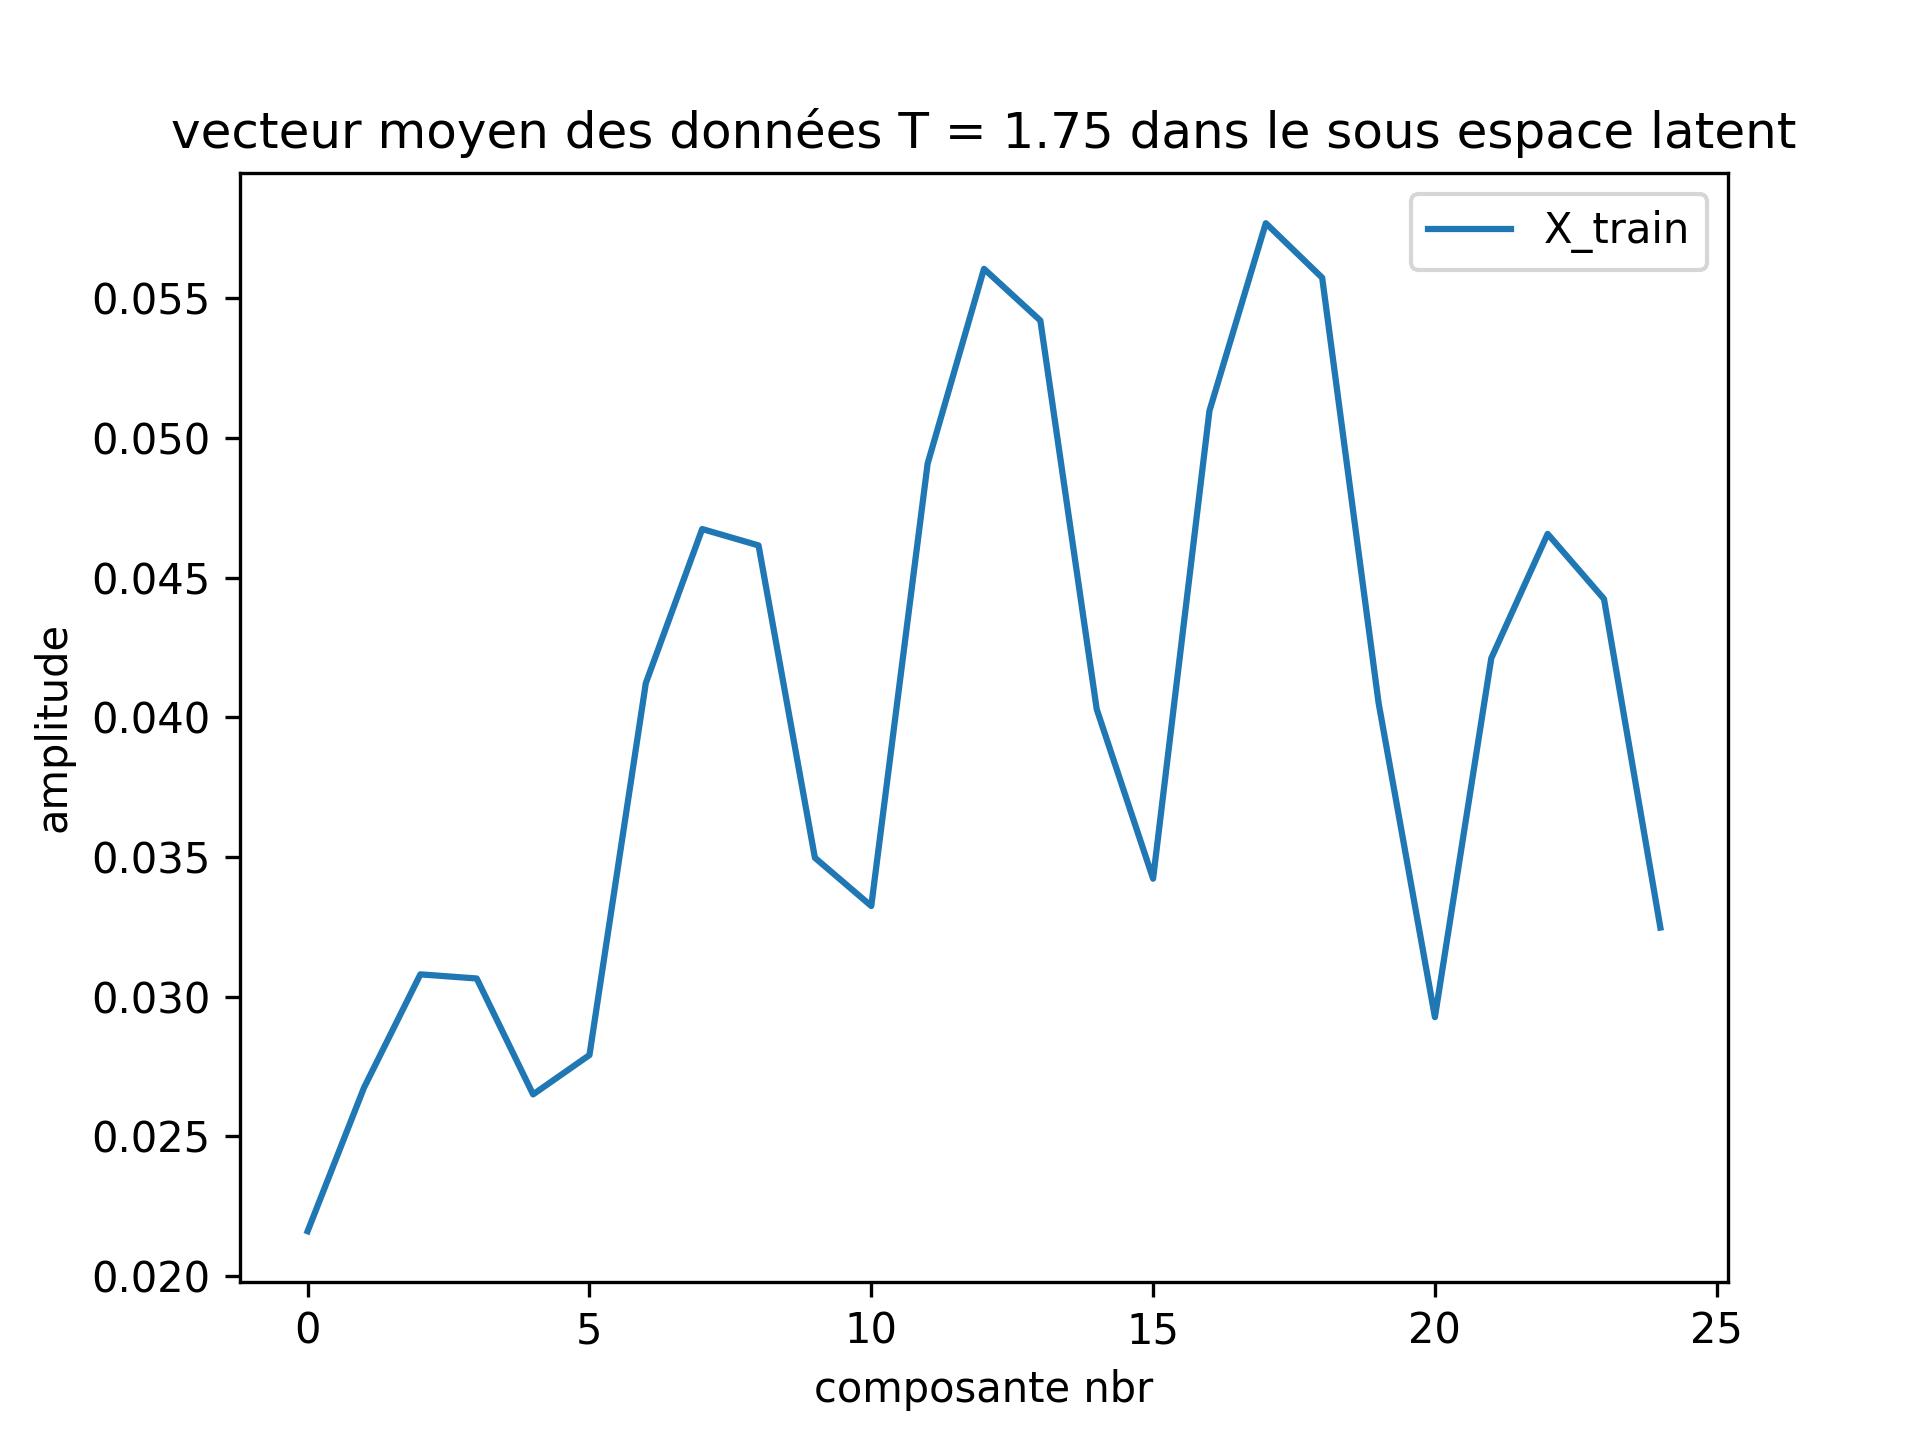 vecteur moyen des données T = 1.75 dans le sous espace latent
X_train
0.055
0.050
0.045
0.040
0.035
0.030
0.025
0.020
amplitude
0 5 10 15 20 25
composante nbr